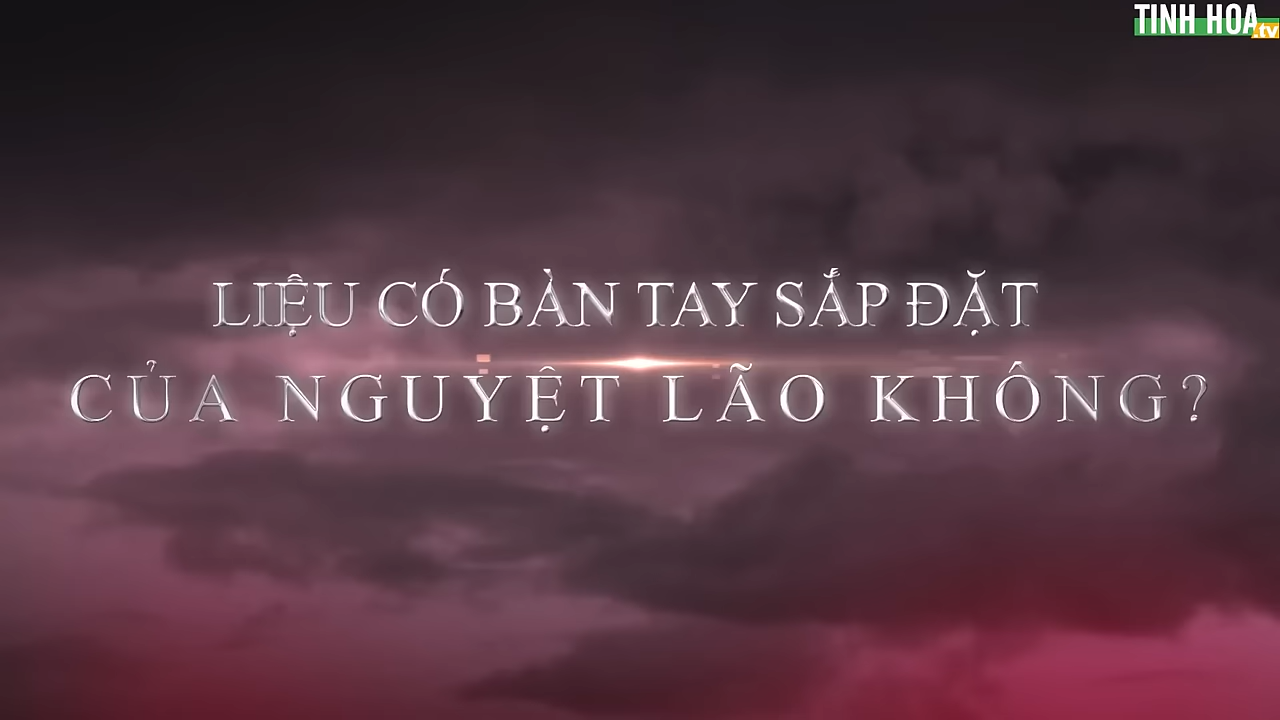 TINH HOA.tv
LIỆU CÓ BÀN TAY SẮP ĐẶT
CỦA NGUYỆT LÃO KHÔNG?